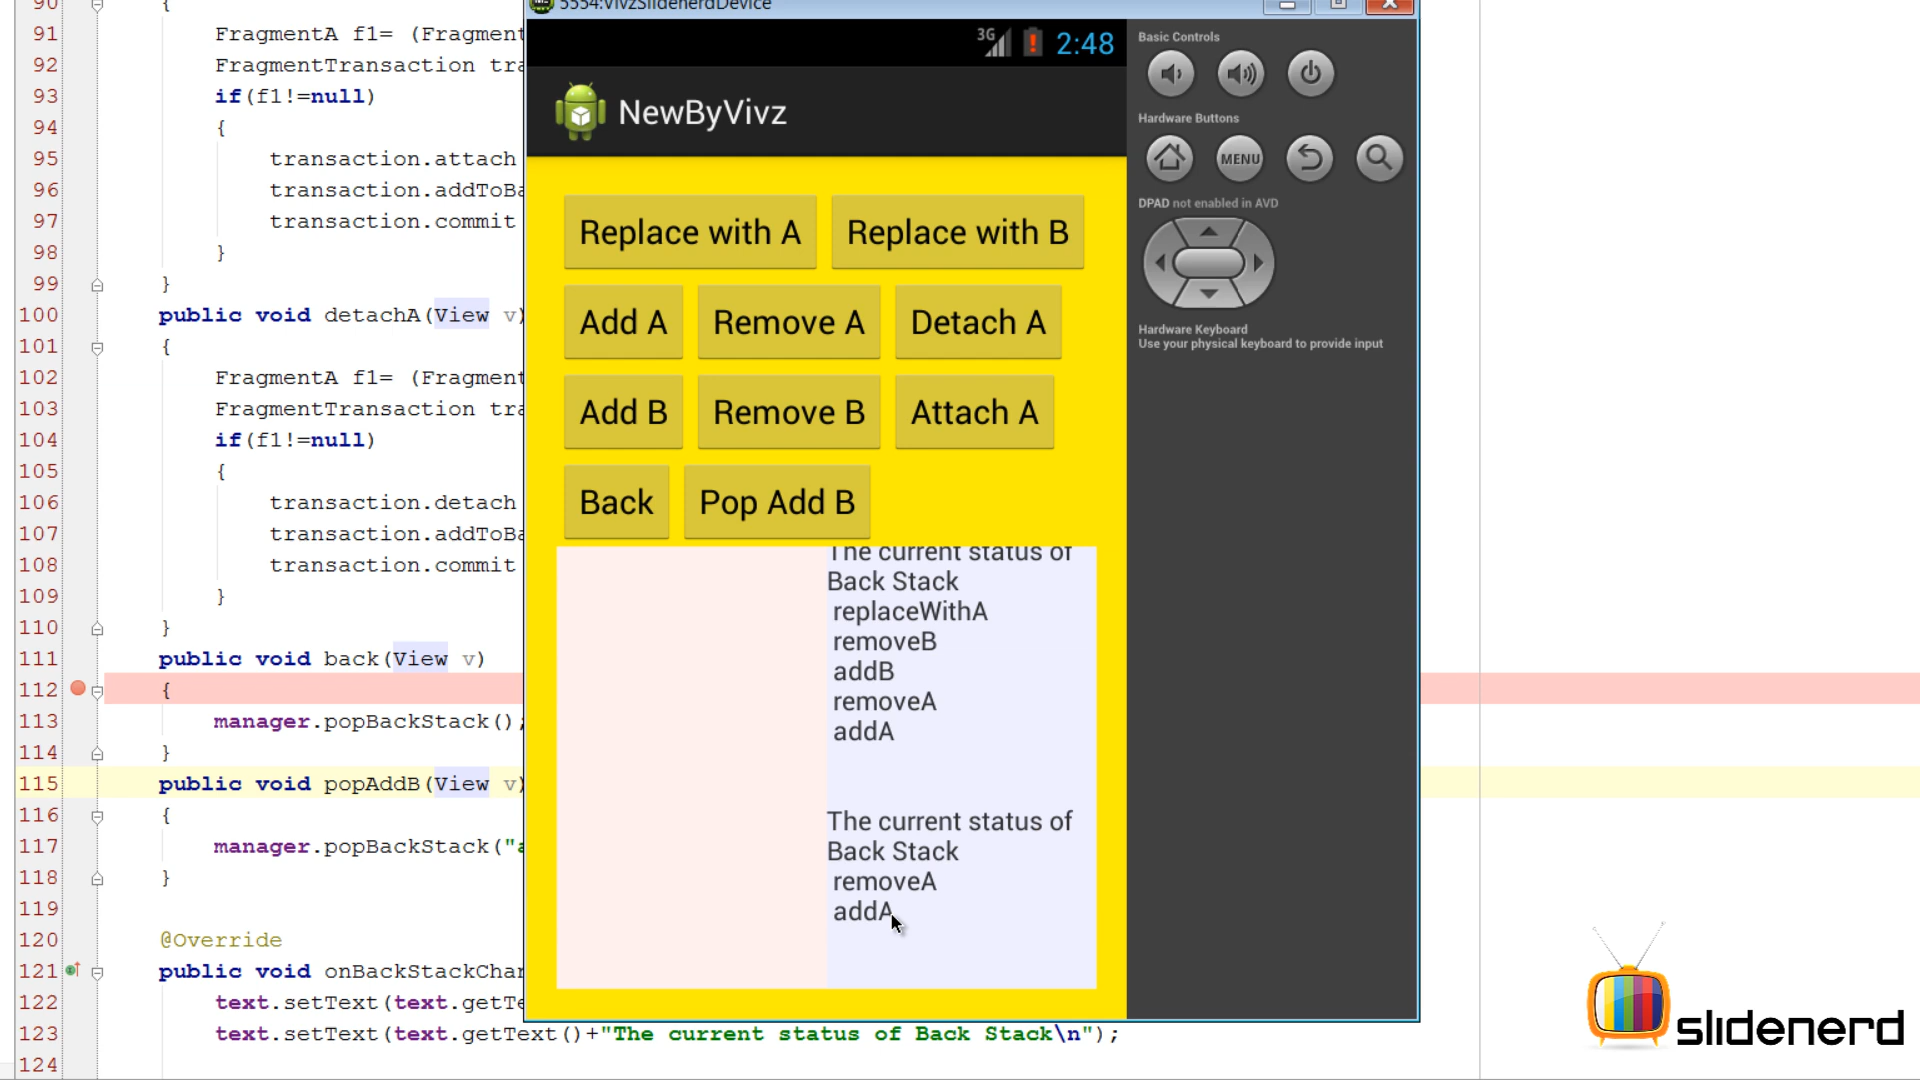 90 {
91 FragmentA f1= (Fragment
92 FragmentTransaction tra
93 if(f1!=null)
94 {
95 transaction.attach
96 transaction.addToBa
97 transaction.commit
98 }
99 }
100 public void detachA(View v)
101 {
102 FragmentA f1= (Fragment
103 FragmentTransaction tra
104 if(f1!=null)
105 {
106 transaction.detach
107 transaction.addToBa
108 transaction.commit
109 }
110 }
111 public void back(View v)
112 {
113 manager.popBackStack();
114 }
115 public void popAddB(View v)
116 {
117 manager.popBackStack("a
118 }
119
120 @Override
121 public void onBackStackChan
122 text.setText(text.getTe
123 text.setText(text.getText()+"The current status of Back Stack\n");
124
5554:VivzSlidenerdDevice
3G 2:48
NewByVivz
Replace with A Replace with B
Add A Remove A Detach A
Add B Remove B Attach A
Back Pop Add B
The current status of
Back Stack
replaceWithA
removeB
addB
removeA
addA
The current status of
Back Stack
removeA
addA
Basic Controls
Hardware Buttons
MENU
DPAD not enabled in AVD
Hardware Keyboard
Use your physical keyboard to provide input
slidenerd